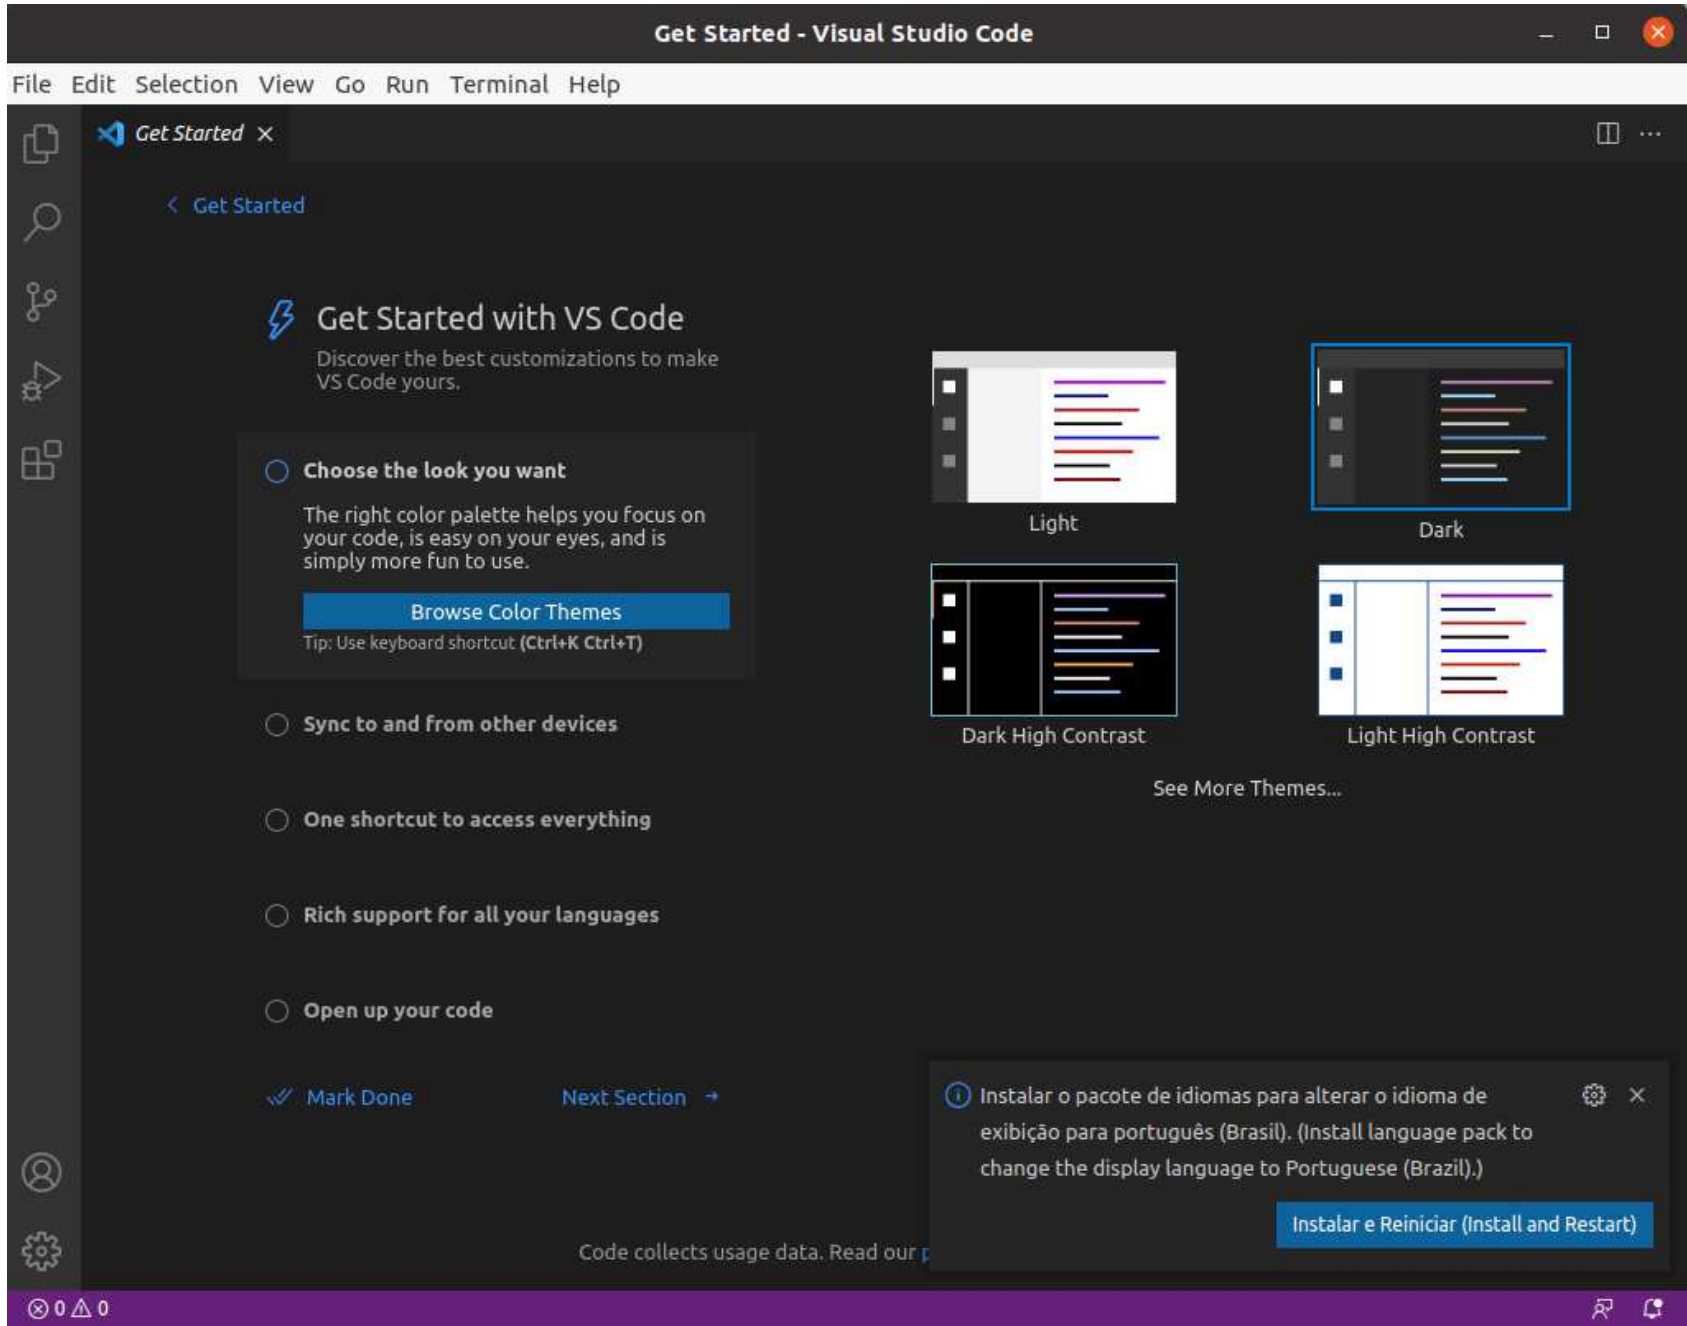 Get Started - Visual Studio Code
File Edit Selection View Go Run Terminal Help
Get Started
Get Started
Get Started with VS Code
Discover the best customizations to make
VS Code yours.
Choose the look you want
The right color palette helps you focus on
your code, is easy on your eyes, and is
simply more fun to use.
Browse Color Themes
Tip: Use keyboard shortcut (Ctrl+K Ctrl+T)
Sync to and from other devices
One shortcut to access everything
Rich support for all your languages
Open up your code
Mark Done
Next Section
Light
Dark
Dark High Contrast
Light High Contrast
See More Themes...
Instalar o pacote de idiomas para alterar o idioma de
exibição para português (Brasil). (Install language pack to
change the display language to Portuguese (Brazil).)
Instalar e Reiniciar (Install and Restart)
Code collects usage data. Read our
0 0